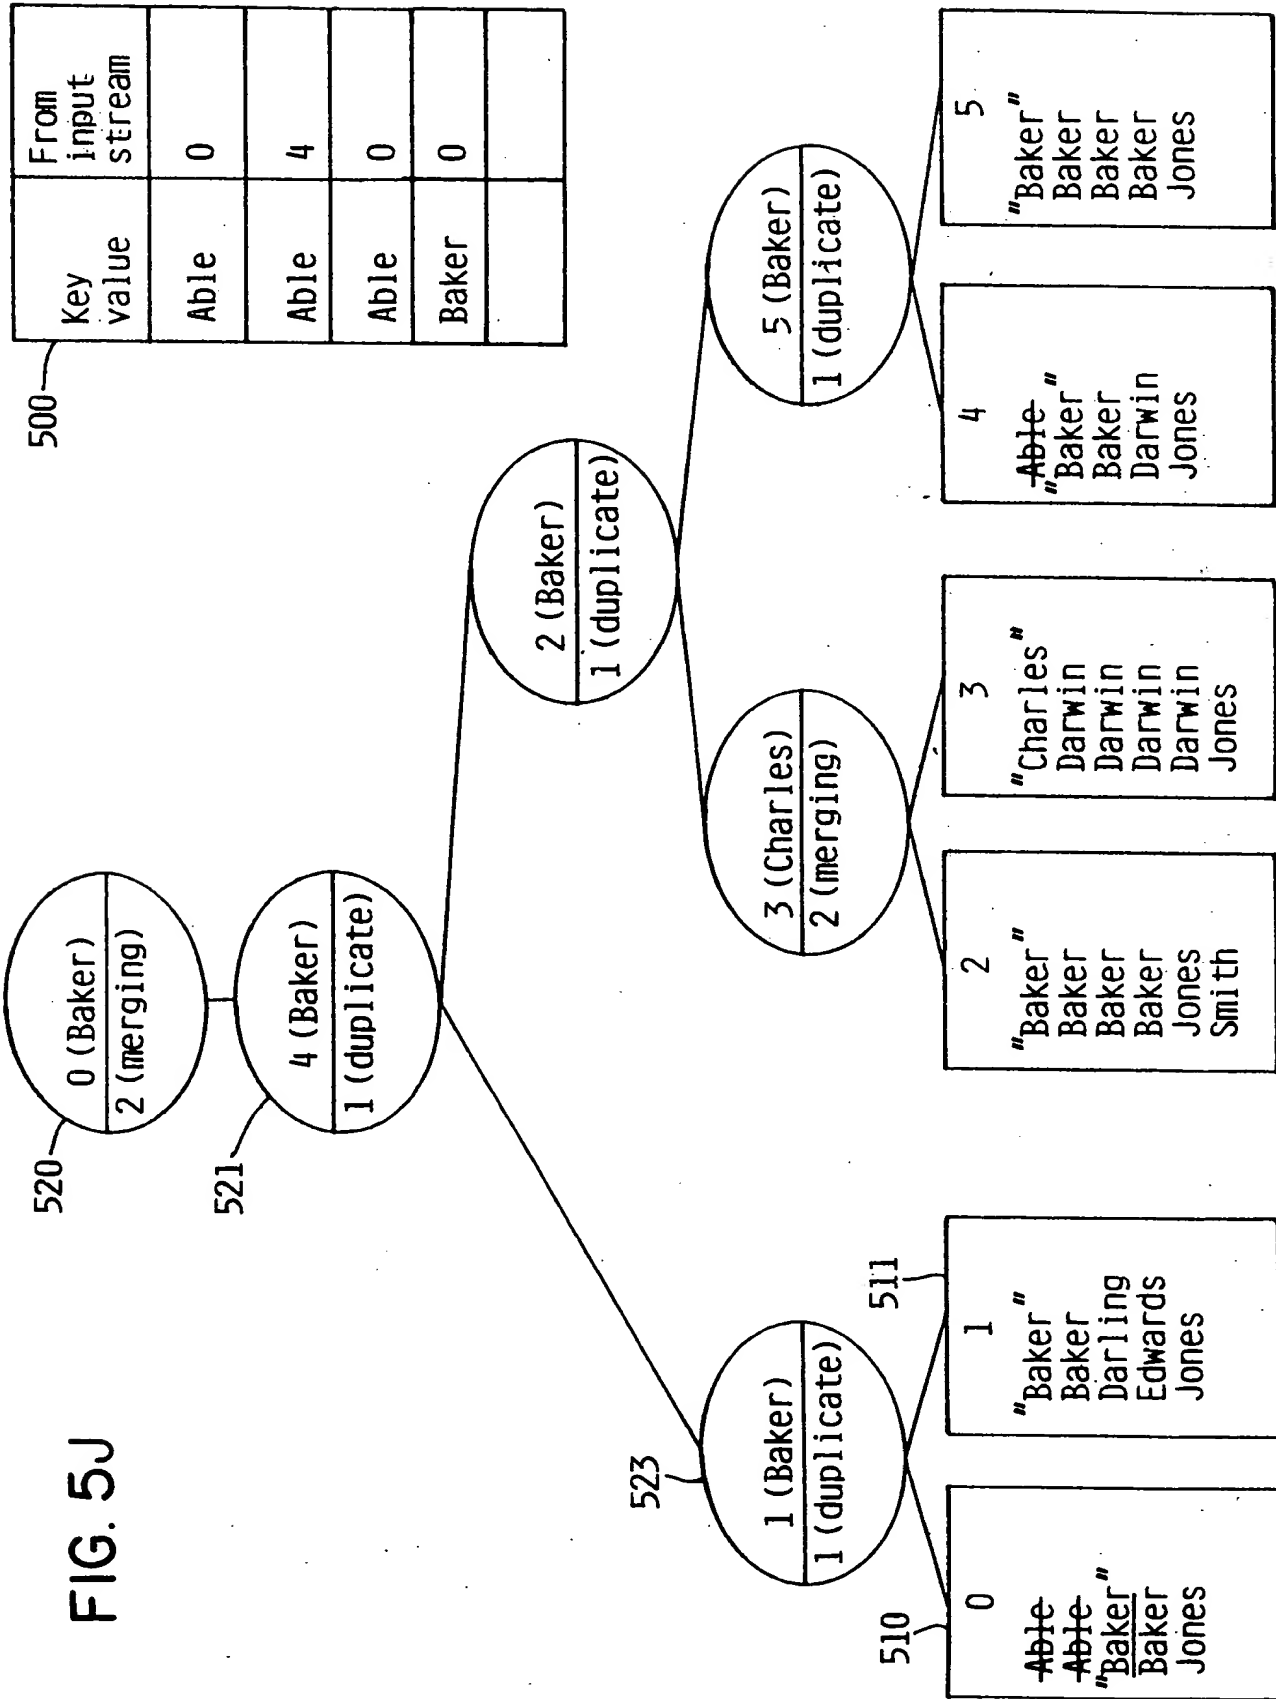 FIG. 5J
500
Key value
From input stream
Able 0
Able 4
Able 0
Baker 0
520
0 (Baker)
2 (merging)
521
4 (Baker)
1 (duplicate)
2 (Baker)
1 (duplicate)
523
1 (Baker)
1 (duplicate)
3 (Charles)
2 (merging)
5 (Baker)
1 (duplicate)
510
0
Able
Able
"Baker"
Baker
Jones
511
1
"Baker"
Baker
Darling
Edwards
Jones
2
"Baker"
Baker
Baker
Baker
Jones
Smith
3
"Charles"
Darwin
Darwin
Darwin
Darwin
Jones
4
Able
"Baker"
Baker
Darwin
Jones
5
"Baker"
Baker
Baker
Baker
Jones